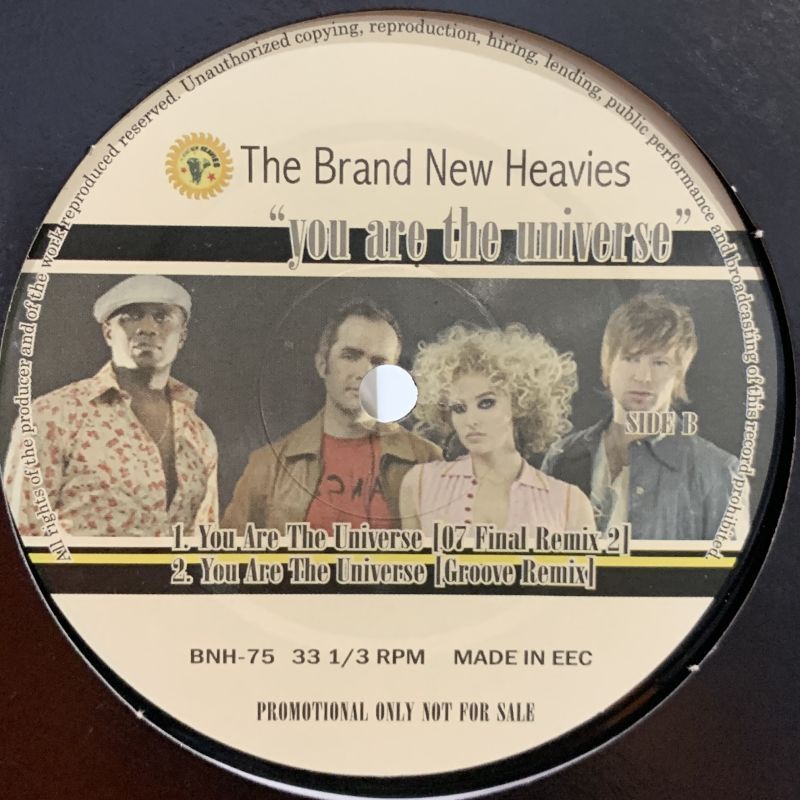 All rights of the producer and of the work reproduced reserved. Unauthorized copying, reproduction, hiring, lending, public performance and broadcasting of this record prohibited.
The Brand New Heavies
"you are the universe"
SIDE B
1. You Are The Universe [07 Final Remix 2]
2. You Are The Universe [Groove Remix]
BNH-75 33 1/3 RPM MADE IN EEC
PROMOTIONAL ONLY NOT FOR SALE